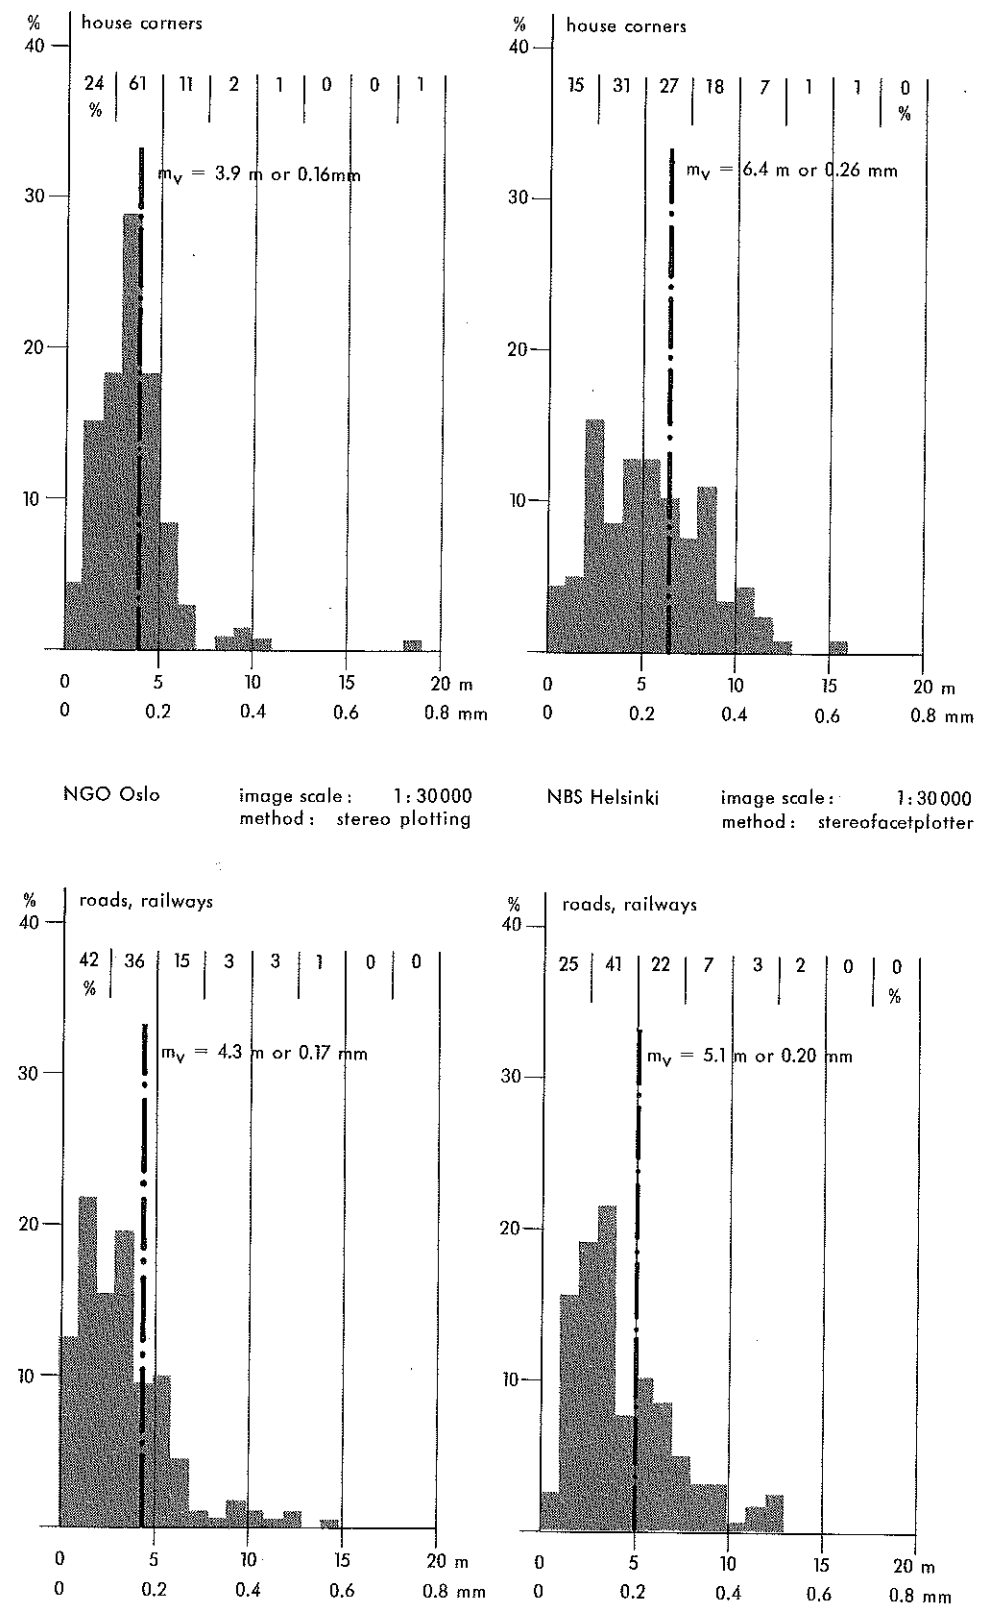 % house corners
40
24 61 11 2 1 0 0 1
%
m_v = 3.9 m or 0.16mm
30
20
10
0 5 10 15 20 m
0 0.2 0.4 0.6 0.8 mm
% house corners
40
15 31 27 18 7 1 1 0
%
m_v = 6.4 m or 0.26 mm
30
20
10
0 5 10 15 20 m
0 0.2 0.4 0.6 0.8 mm
NGO Oslo image scale: 1:30000
method: stereo plotting
NBS Helsinki image scale: 1:30000
method: stereofacetplotter
% roads, railways
40
42 36 15 3 3 1 0 0
%
m_v = 4.3 m or 0.17 mm
30
20
10
0 5 10 15 20 m
0 0.2 0.4 0.6 0.8 mm
% roads, railways
40
25 41 22 7 3 2 0 0
%
m_v = 5.1 m or 0.20 mm
30
20
10
0 5 10 15 20 m
0 0.2 0.4 0.6 0.8 mm